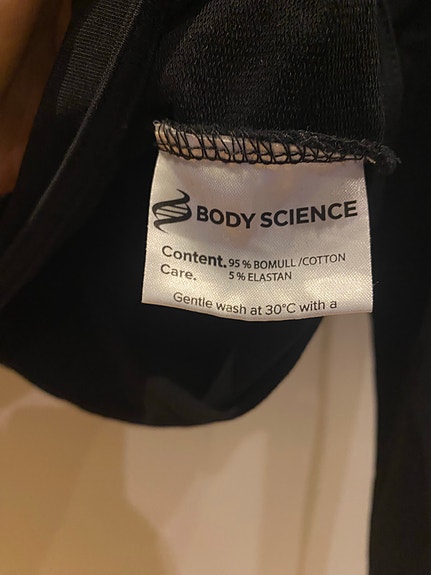 BODY SCIENCE
Content. 95 % BOMULL /COTTON
Care. 5 % ELASTAN
Gentle wash at 30°C with a